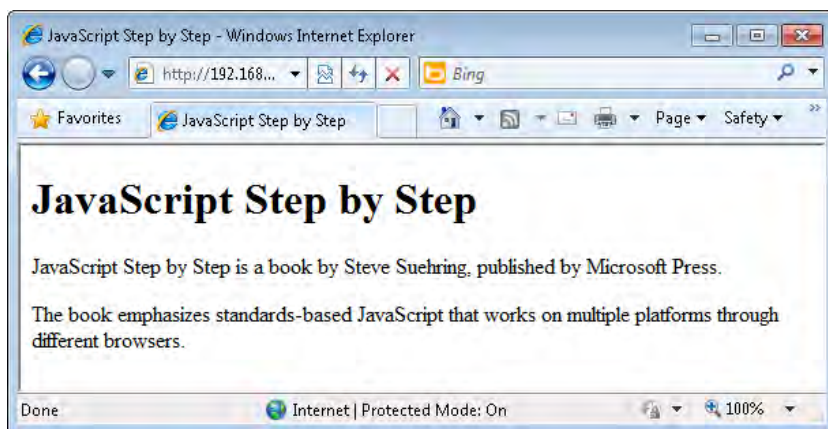 JavaScript Step by Step - Windows Internet Explorer
http://192.168...
Bing
Favorites
JavaScript Step by Step
Page
Safety
JavaScript Step by Step
JavaScript Step by Step is a book by Steve Suehring, published by Microsoft Press.
The book emphasizes standards-based JavaScript that works on multiple platforms through
different browsers.
Done
Internet | Protected Mode: On
100%